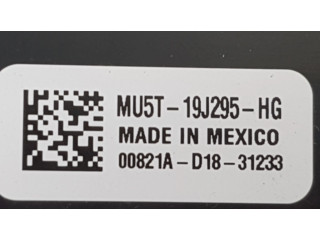 MU5T-19J295-HG
MADE IN MEXICO
00821A-D18-31233